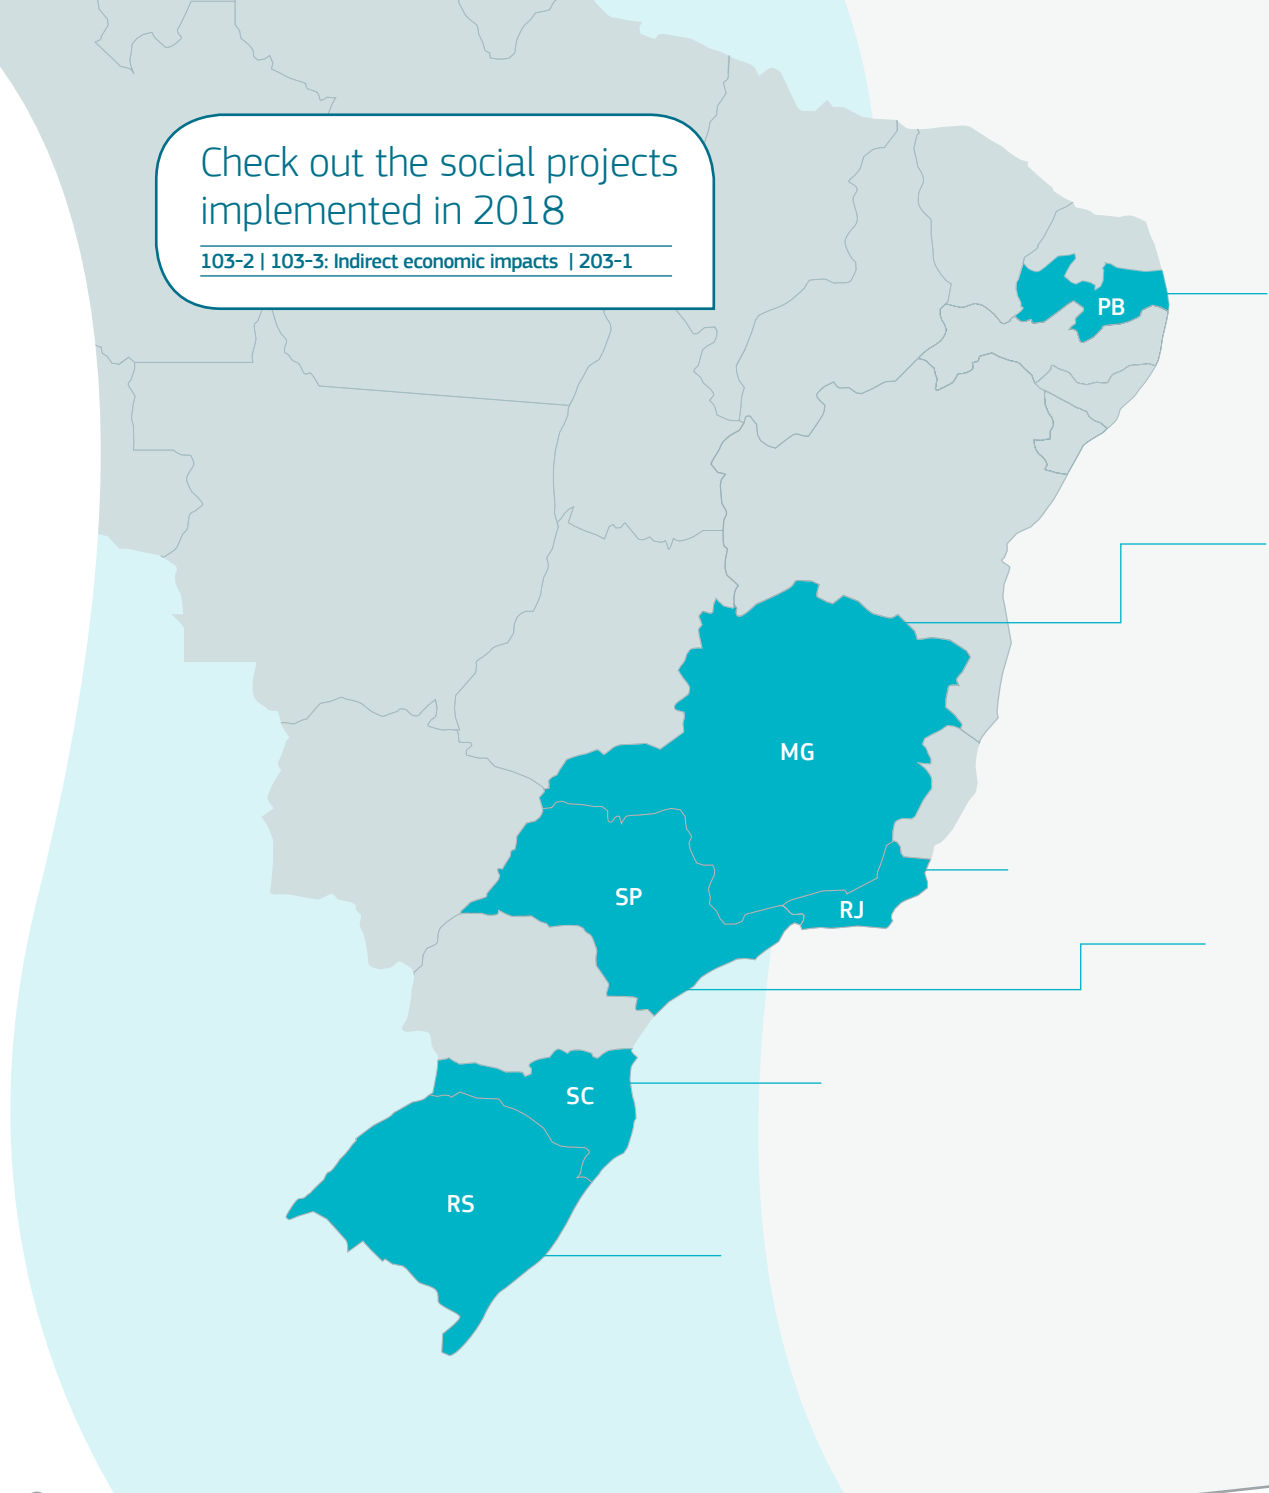 Check out the social projects
implemented in 2018
103-2 | 103-3: Indirect economic impacts | 203-1
PB
MG
SP
RJ
SC
RS